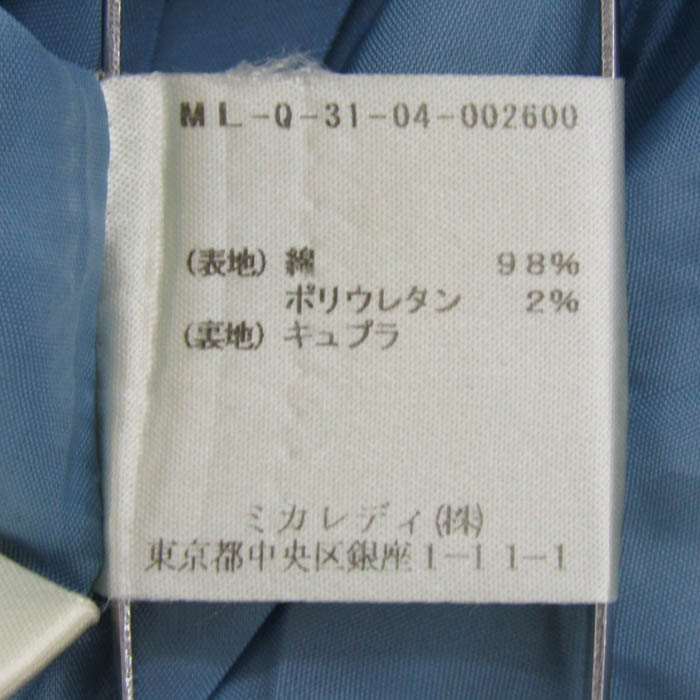 ML-Q-31-04-002600
(表地) 綿 98%
ポリウレタン 2%
(裏地) キュプラ
ミカレディ(株)
東京都中央区銀座1-11-1